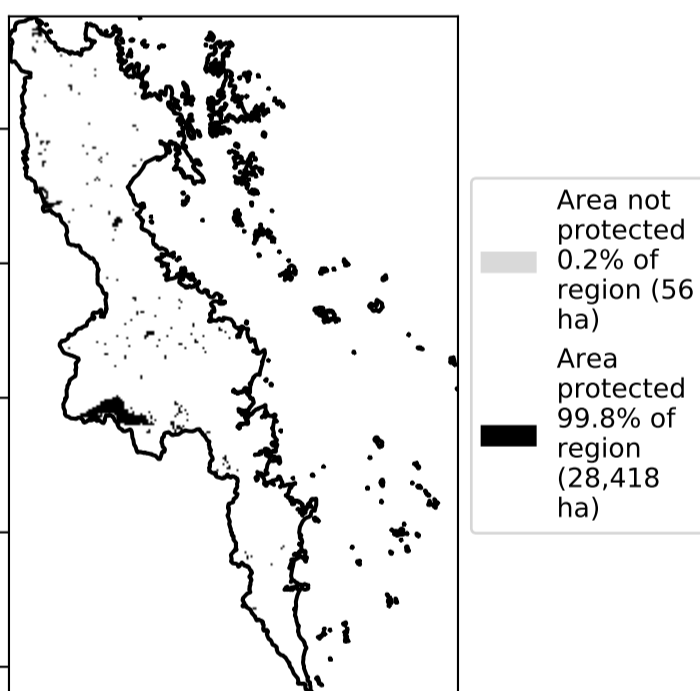 Area not
protected
0.2% of
region (56
ha)
Area
protected
99.8% of
region
(28,418
ha)